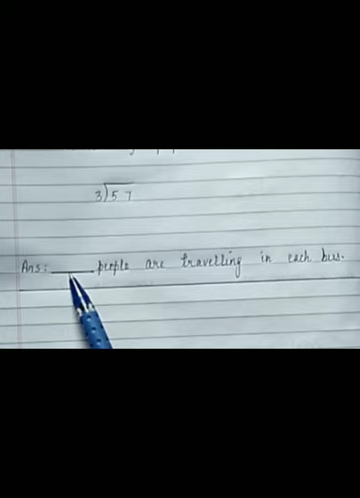 3)57
Ans: ____ people are travelling in each bus.